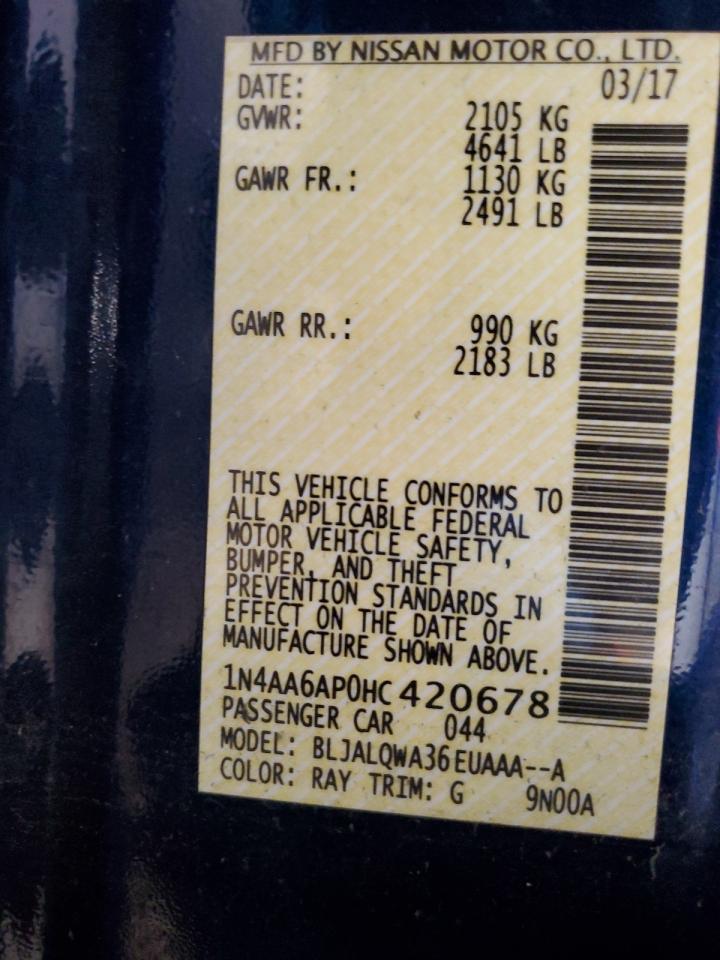 MFD BY NISSAN MOTOR CO., LTD.
DATE: 03/17
GVWR: 2105 KG
4641 LB
GAWR FR.: 1130 KG
2491 LB
GAWR RR.: 990 KG
2183 LB
THIS VEHICLE CONFORMS TO
ALL APPLICABLE FEDERAL
MOTOR VEHICLE SAFETY,
BUMPER, AND THEFT
PREVENTION STANDARDS IN
EFFECT ON THE DATE OF
MANUFACTURE SHOWN ABOVE.
1N4AA6AP0HC420678
PASSENGER CAR 044
MODEL: BLJALQWA36EUAAA--A
COLOR: RAY TRIM: G 9N00A